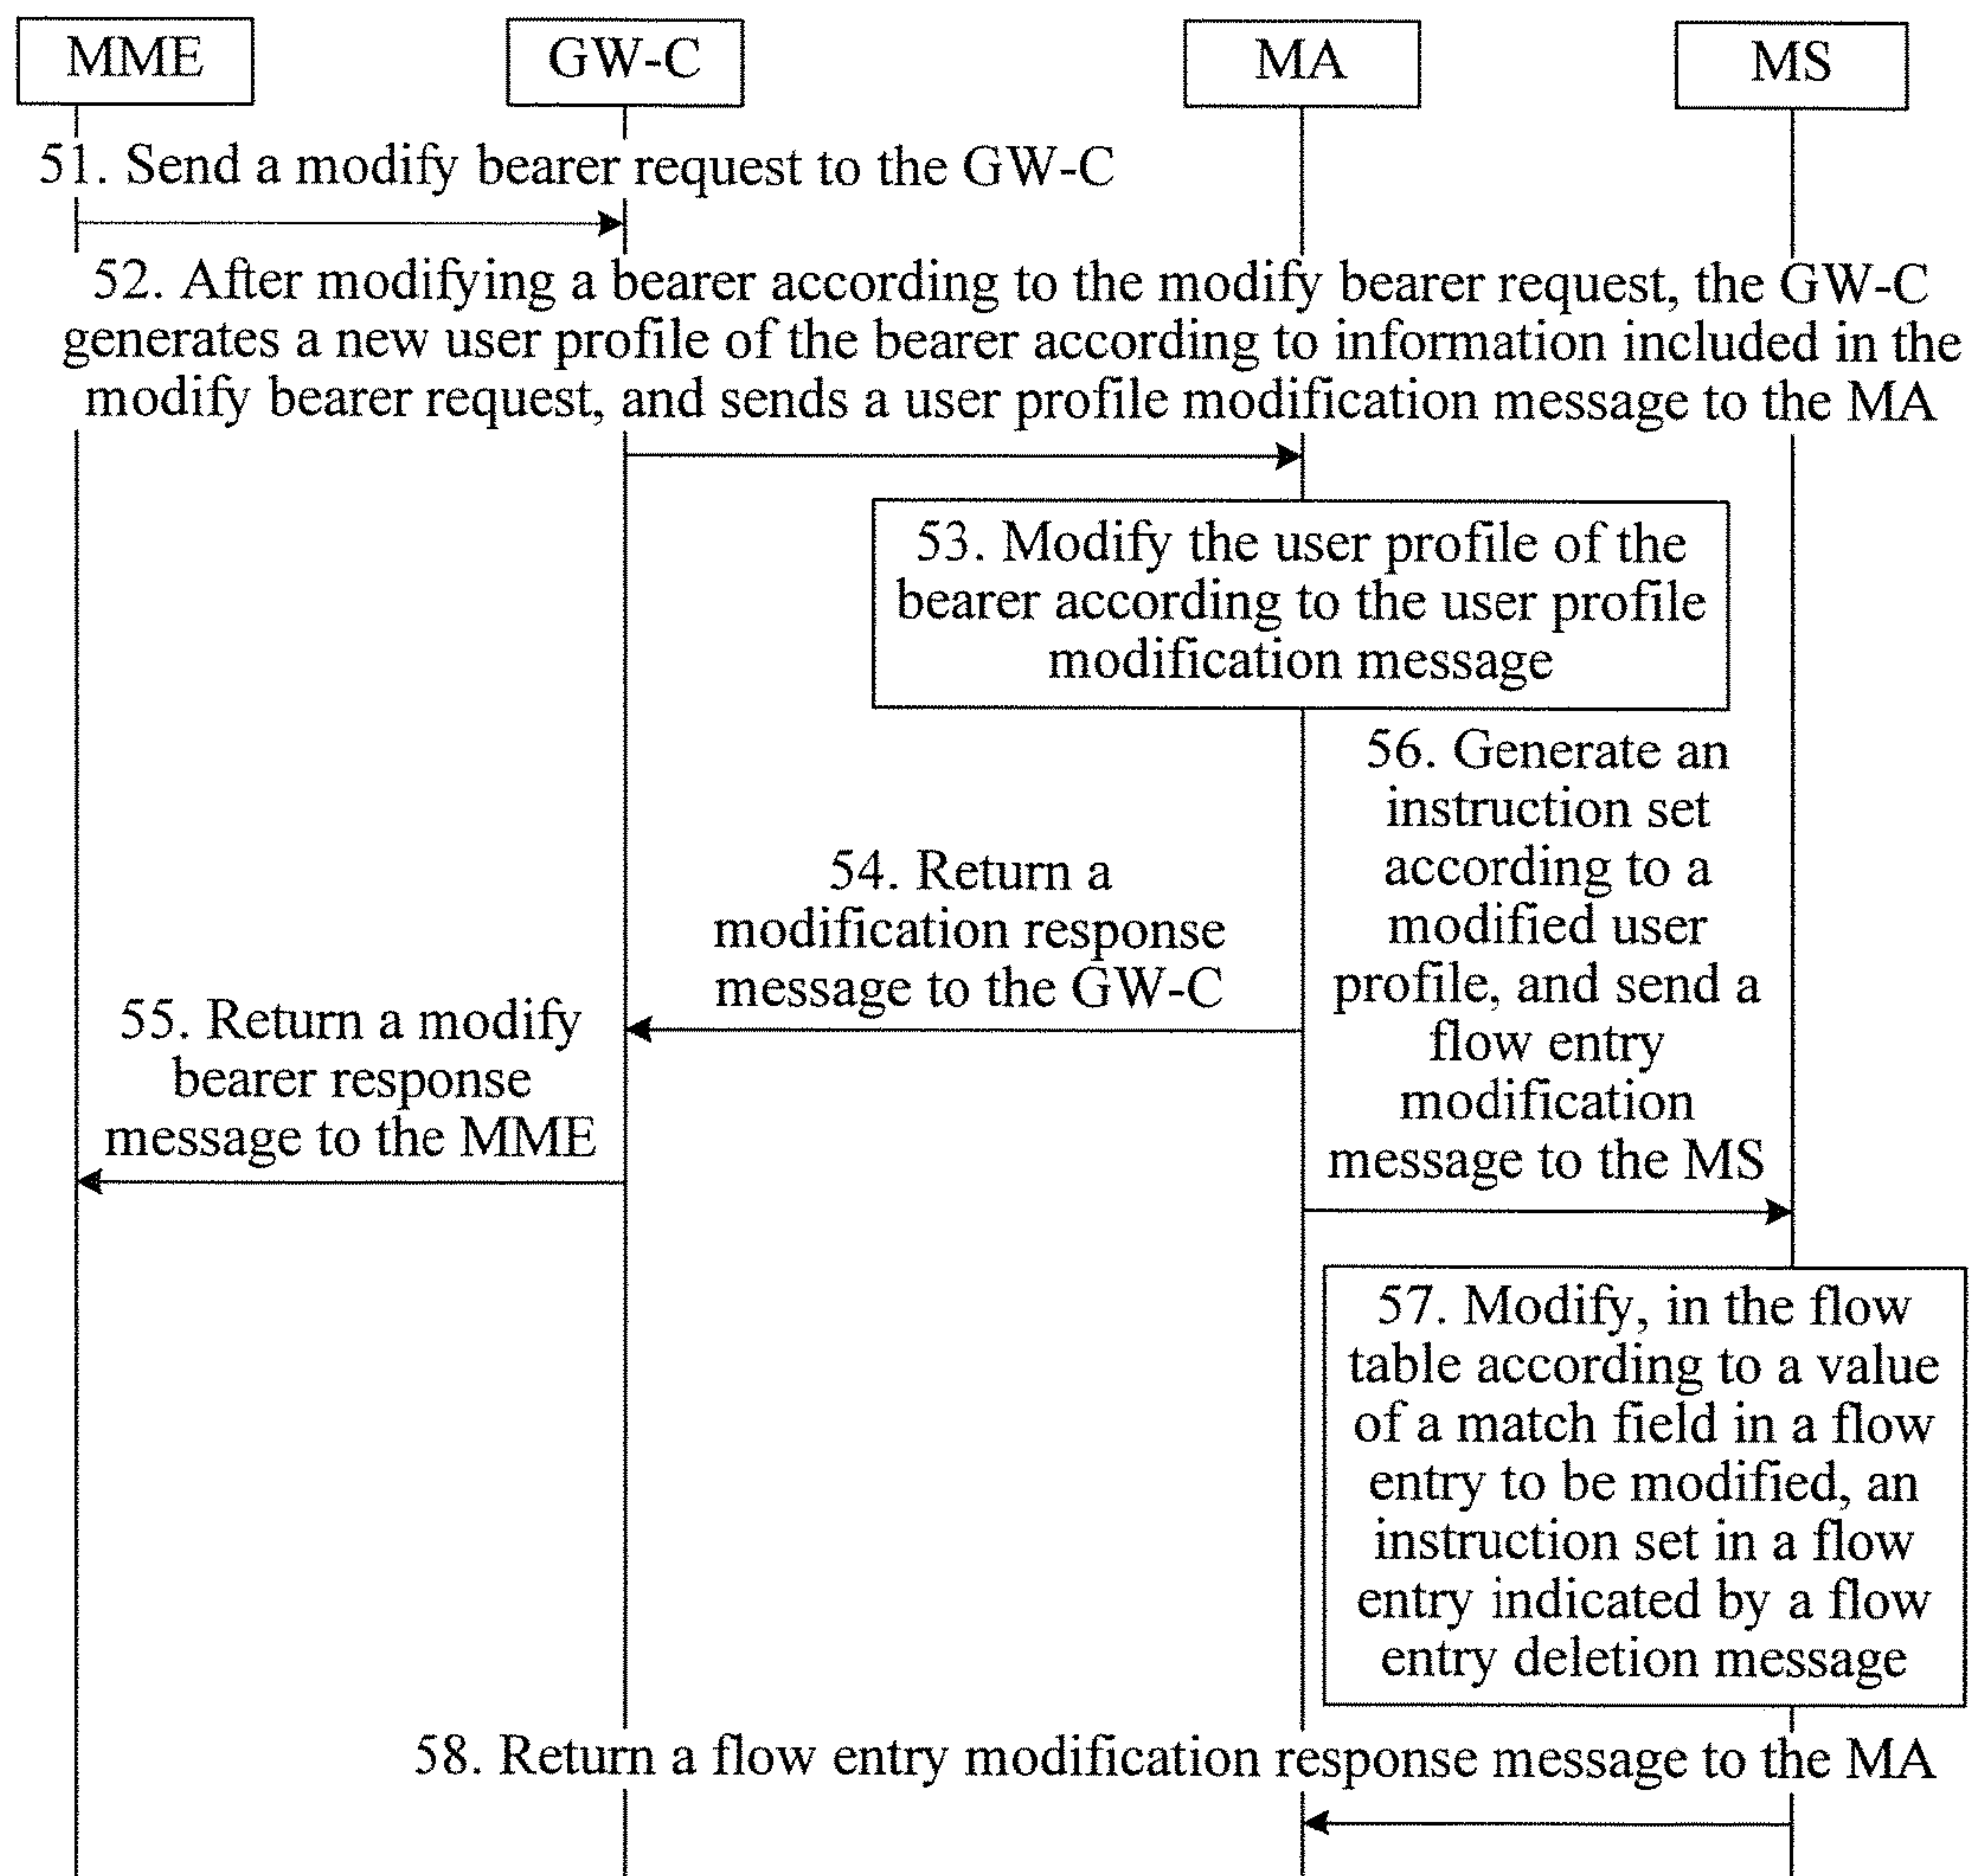 MME
GW-C
MA
MS
51. Send a modify bearer request to the GW-C
52. After modifying a bearer according to the modify bearer request, the GW-C
generates a new user profile of the bearer according to information included in the
modify bearer request, and sends a user profile modification message to the MA
53. Modify the user profile of the
bearer according to the user profile
modification message
54. Return a
modification response
message to the GW-C
55. Return a modify
bearer response
message to the MME
56. Generate an
instruction set
according to a
modified user
profile, and send a
flow entry
modification
message to the MS
57. Modify, in the flow
table according to a value
of a match field in a flow
entry to be modified, an
instruction set in a flow
entry indicated by a flow
entry deletion message
58. Return a flow entry modification response message to the MA